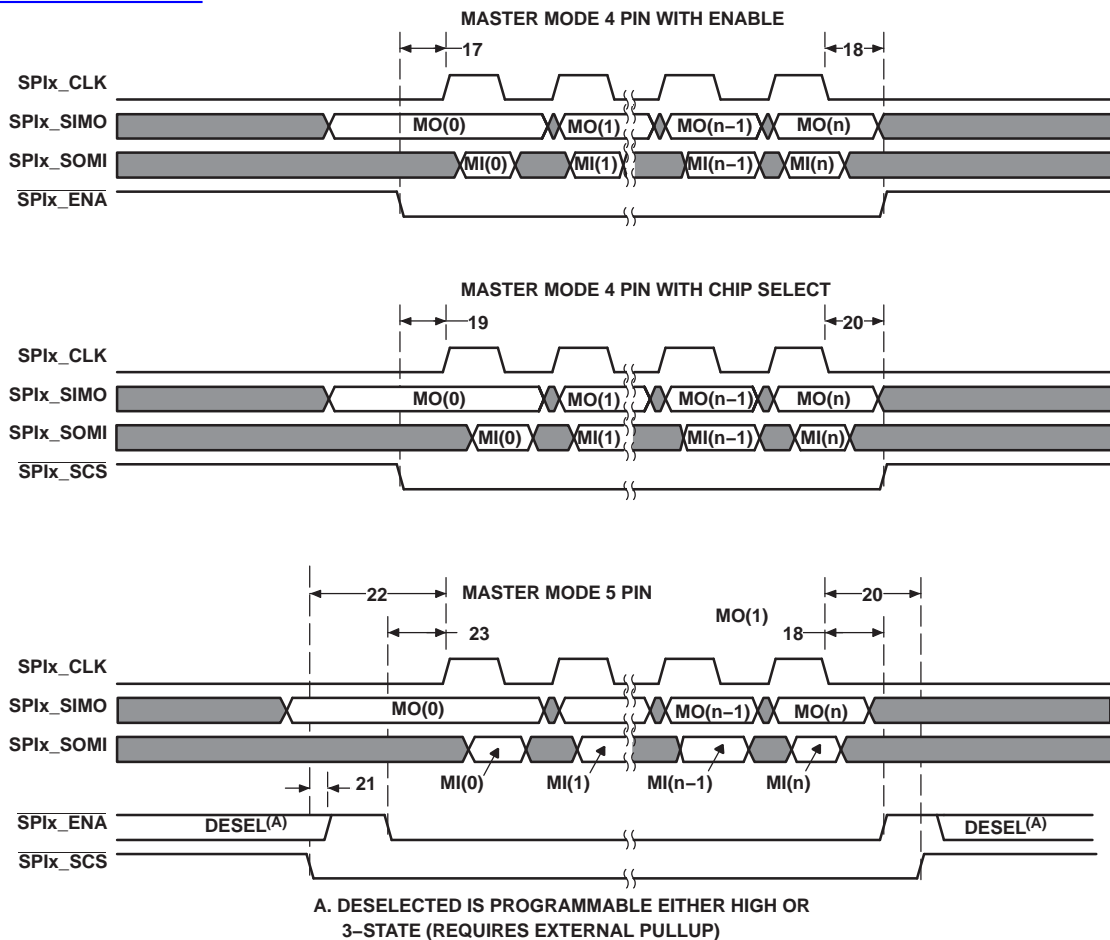 MASTER MODE 4 PIN WITH ENABLE
17
18
SPIx_CLK
SPIx_SIMO
MO(0)
MO(1)
MO(n−1)
MO(n)
SPIx_SOMI
MI(0)
MI(1)
MI(n−1)
MI(n)
SPIx_ENA
MASTER MODE 4 PIN WITH CHIP SELECT
19
20
SPIx_CLK
SPIx_SIMO
MO(0)
MO(1)
MO(n−1)
MO(n)
SPIx_SOMI
MI(0)
MI(1)
MI(n−1)
MI(n)
SPIx_SCS
22
MASTER MODE 5 PIN
20
MO(1)
23
18
SPIx_CLK
SPIx_SIMO
MO(0)
MO(n−1)
MO(n)
SPIx_SOMI
MI(0)
MI(1)
MI(n−1)
MI(n)
21
SPIx_ENA
DESEL(A)
DESEL(A)
SPIx_SCS
A. DESELECTED IS PROGRAMMABLE EITHER HIGH OR
3−STATE (REQUIRES EXTERNAL PULLUP)